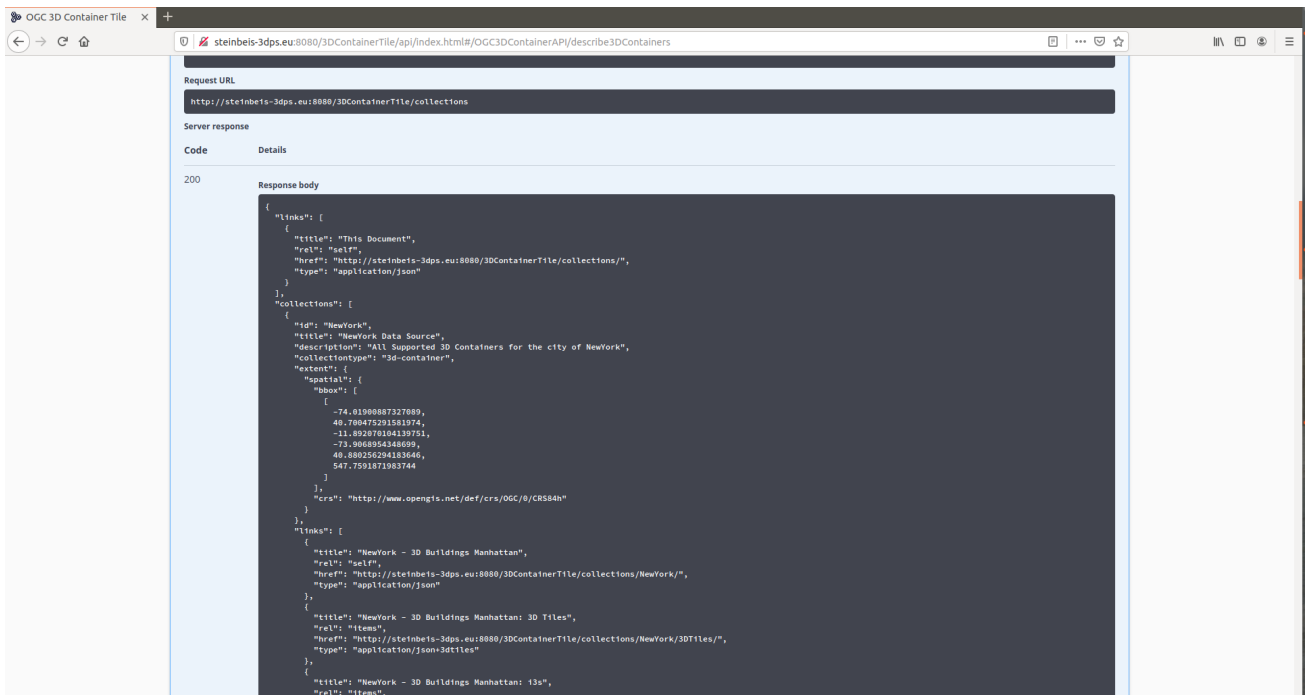 OGC 3D Container Tile
steinbeis-3dps.eu:8080/3DContainerTile/api/index.html#/OGC3DContainerAPI/describe3DContainers
Request URL
http://steinbeis-3dps.eu:8080/3DContainerTile/collections
Server response
Code Details
200
Response body
{
"links": [
{
"title": "This Document",
"rel": "self",
"href": "http://steinbeis-3dps.eu:8080/3DContainerTile/collections/",
"type": "application/json"
}
],
"collections": [
{
"id": "NewYork",
"title": "NewYork Data Source",
"description": "All Supported 3D Containers for the city of NewYork",
"collectiontype": "3d-container",
"extent": {
"spatial": {
"bbox": [
[
-74.01900887327089,
40.700475291581974,
-11.892070104139751,
-73.9068954348699,
40.880256294183646,
547.7591871983744
]
],
"crs": "http://www.opengis.net/def/crs/OGC/0/CRS84h"
}
},
"links": [
{
"title": "NewYork - 3D Buildings Manhattan",
"rel": "self",
"href": "http://steinbeis-3dps.eu:8080/3DContainerTile/collections/NewYork/",
"type": "application/json"
},
{
"title": "NewYork - 3D Buildings Manhattan: 3D Tiles",
"rel": "items",
"href": "http://steinbeis-3dps.eu:8080/3DContainerTile/collections/NewYork/3DTiles/",
"type": "application/json+3dtiles"
},
{
"title": "NewYork - 3D Buildings Manhattan: i3s",
"rel": "items",